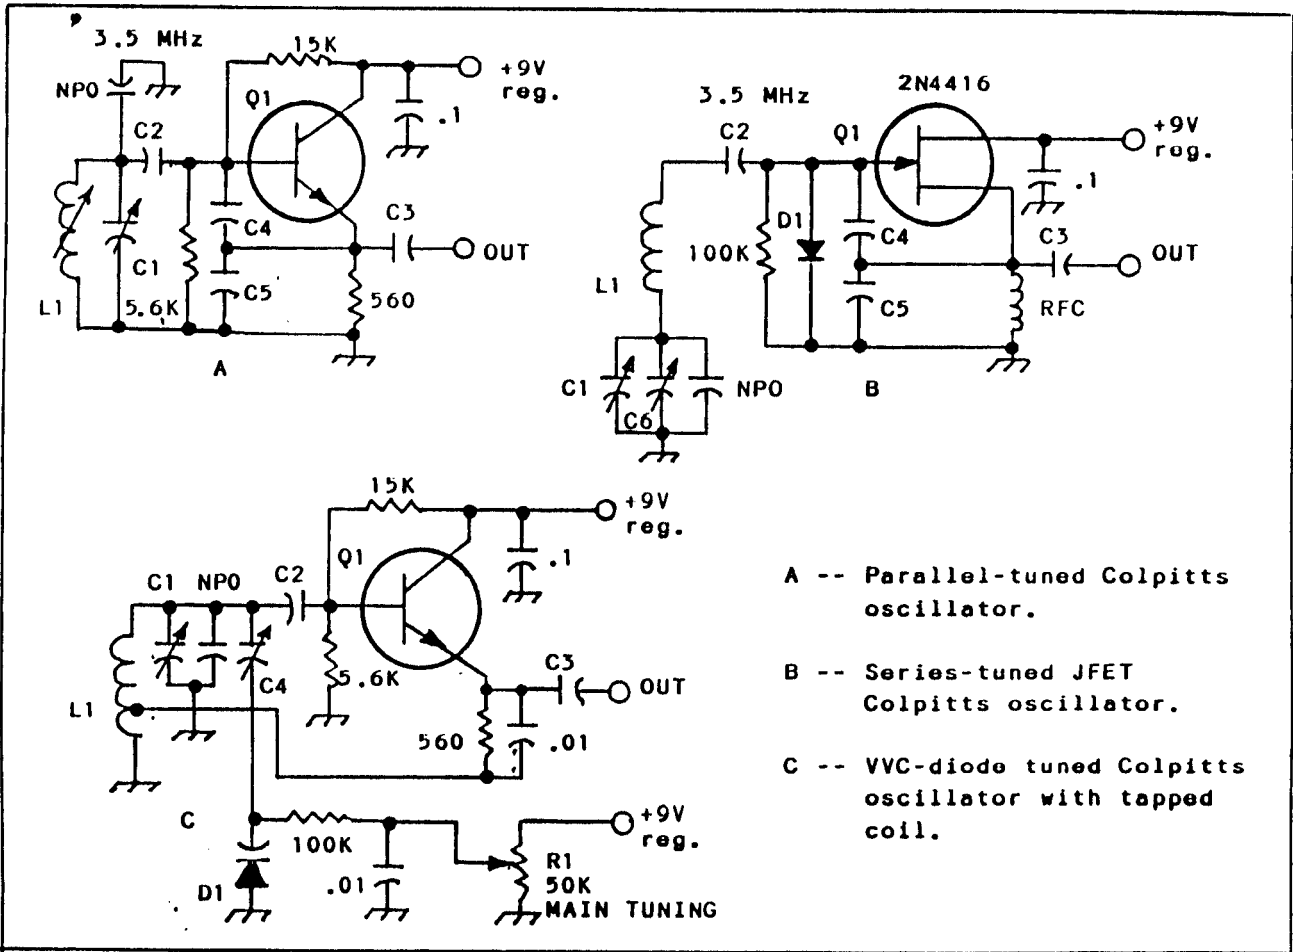 3.5 MHz
NPO
15K
+9V
reg.
Q1
.1
C2
C4
C3
OUT
C1
C5
L1
5.6K
560
A
3.5 MHz
2N4416
C2
Q1
+9V
reg.
.1
D1
C4
C3
OUT
100K
C5
RFC
L1
C1
C6
NPO
B
15K
+9V
reg.
Q1
.1
C1 NPO
C2
5.6K
C4
C3
OUT
L1
560
.01
C
100K
+9V
reg.
D1
.01
R1
50K
MAIN TUNING
A -- Parallel-tuned Colpitts
oscillator.
B -- Series-tuned JFET
Colpitts oscillator.
C -- VVC-diode tuned Colpitts
oscillator with tapped
coil.